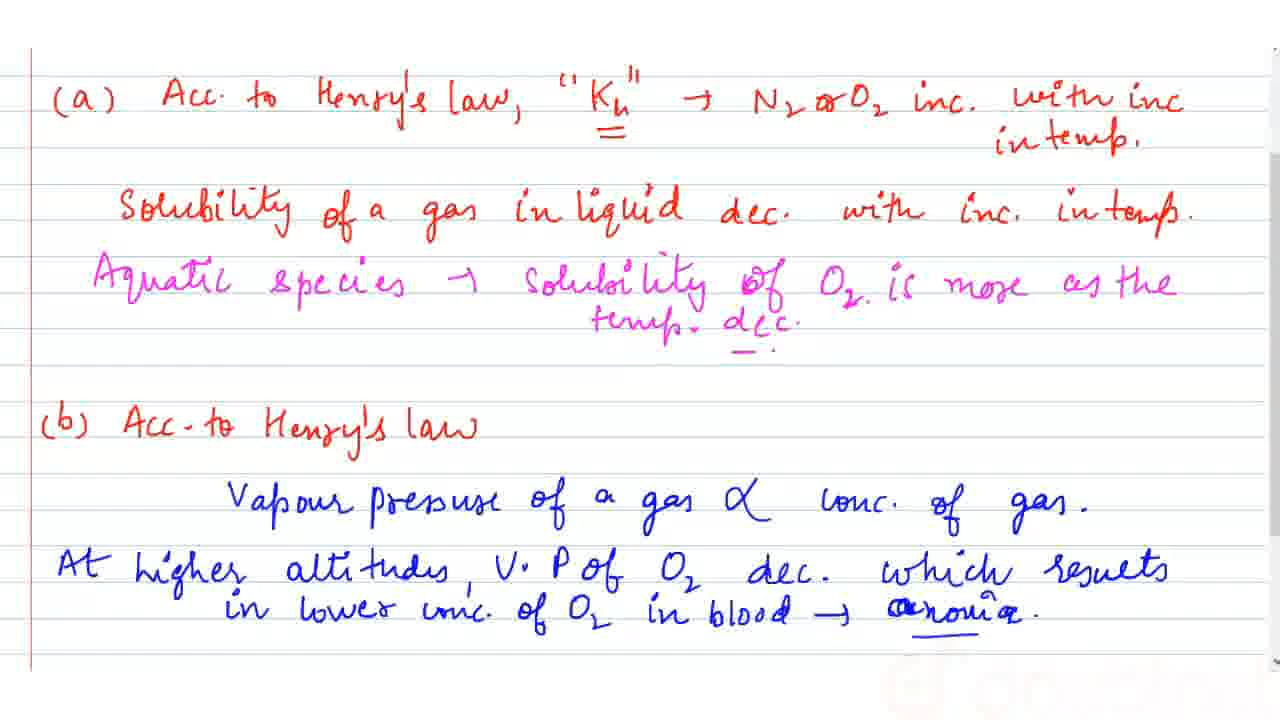 (a) Acc. to Henry's law, "Kh" → N2 or O2 inc. with inc
in temp.
Solubility of a gas in liquid dec. with inc. in temp.
Aquatic species → Solubility of O2 is more as the
temp. dec.
(b) Acc. to Henry's law
Vapour pressure of a gas ∝ conc. of gas.
At higher altitudes, V.P of O2 dec. which results
in lower conc. of O2 in blood → anoxia.